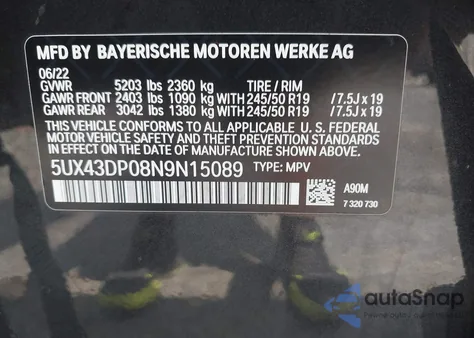 MFD BY BAYERISCHE MOTOREN WERKE AG
06/22
GVWR 5203 lbs 2360 kg TIRE / RIM
GAWR FRONT 2403 lbs 1090 kg WITH 245/50 R19 / 7.5J x 19
GAWR REAR 3042 lbs 1380 kg WITH 245/50 R19 / 7.5J x 19
THIS VEHICLE CONFORMS TO ALL APPLICABLE U. S. FEDERAL
MOTOR VEHICLE SAFETY AND THEFT PREVENTION STANDARDS
IN EFFECT ON THE DATE OF MANUFACTURE SHOWN ABOVE.
5UX43DP08N9N15089 TYPE: MPV
A90M
7 320 730
autoSnap